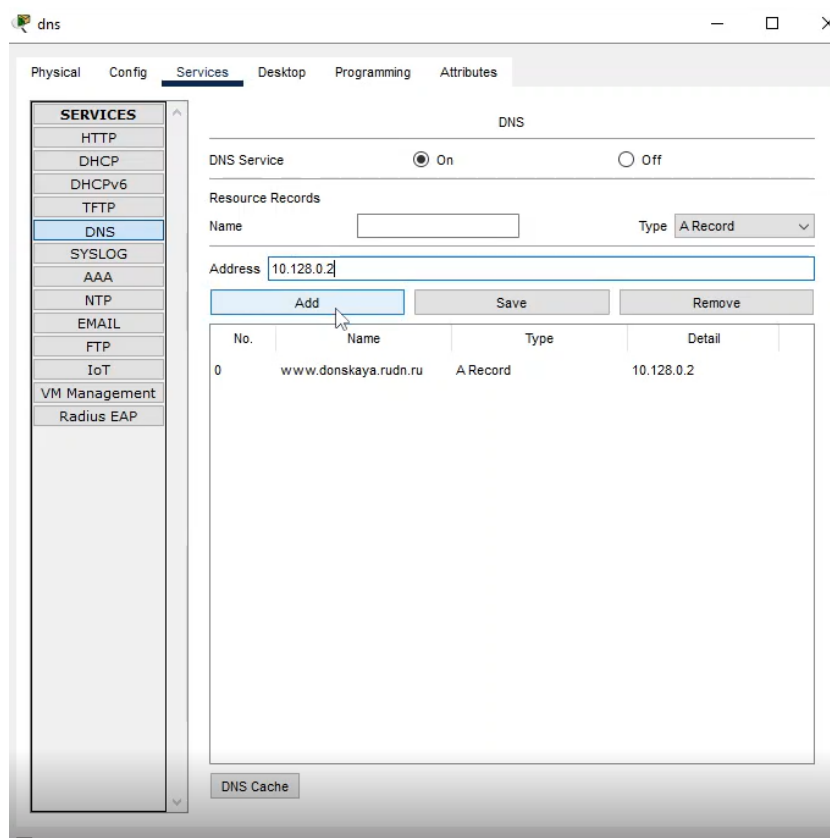 dns
Physical Config Services Desktop Programming Attributes
SERVICES
HTTP
DHCP
DHCPv6
TFTP
DNS
SYSLOG
AAA
NTP
EMAIL
FTP
IoT
VM Management
Radius EAP
DNS
DNS Service On Off
Resource Records
Name Type A Record
Address 10.128.0.2
Add Save Remove
No. Name Type Detail
0 www.donskaya.rudn.ru A Record 10.128.0.2
DNS Cache